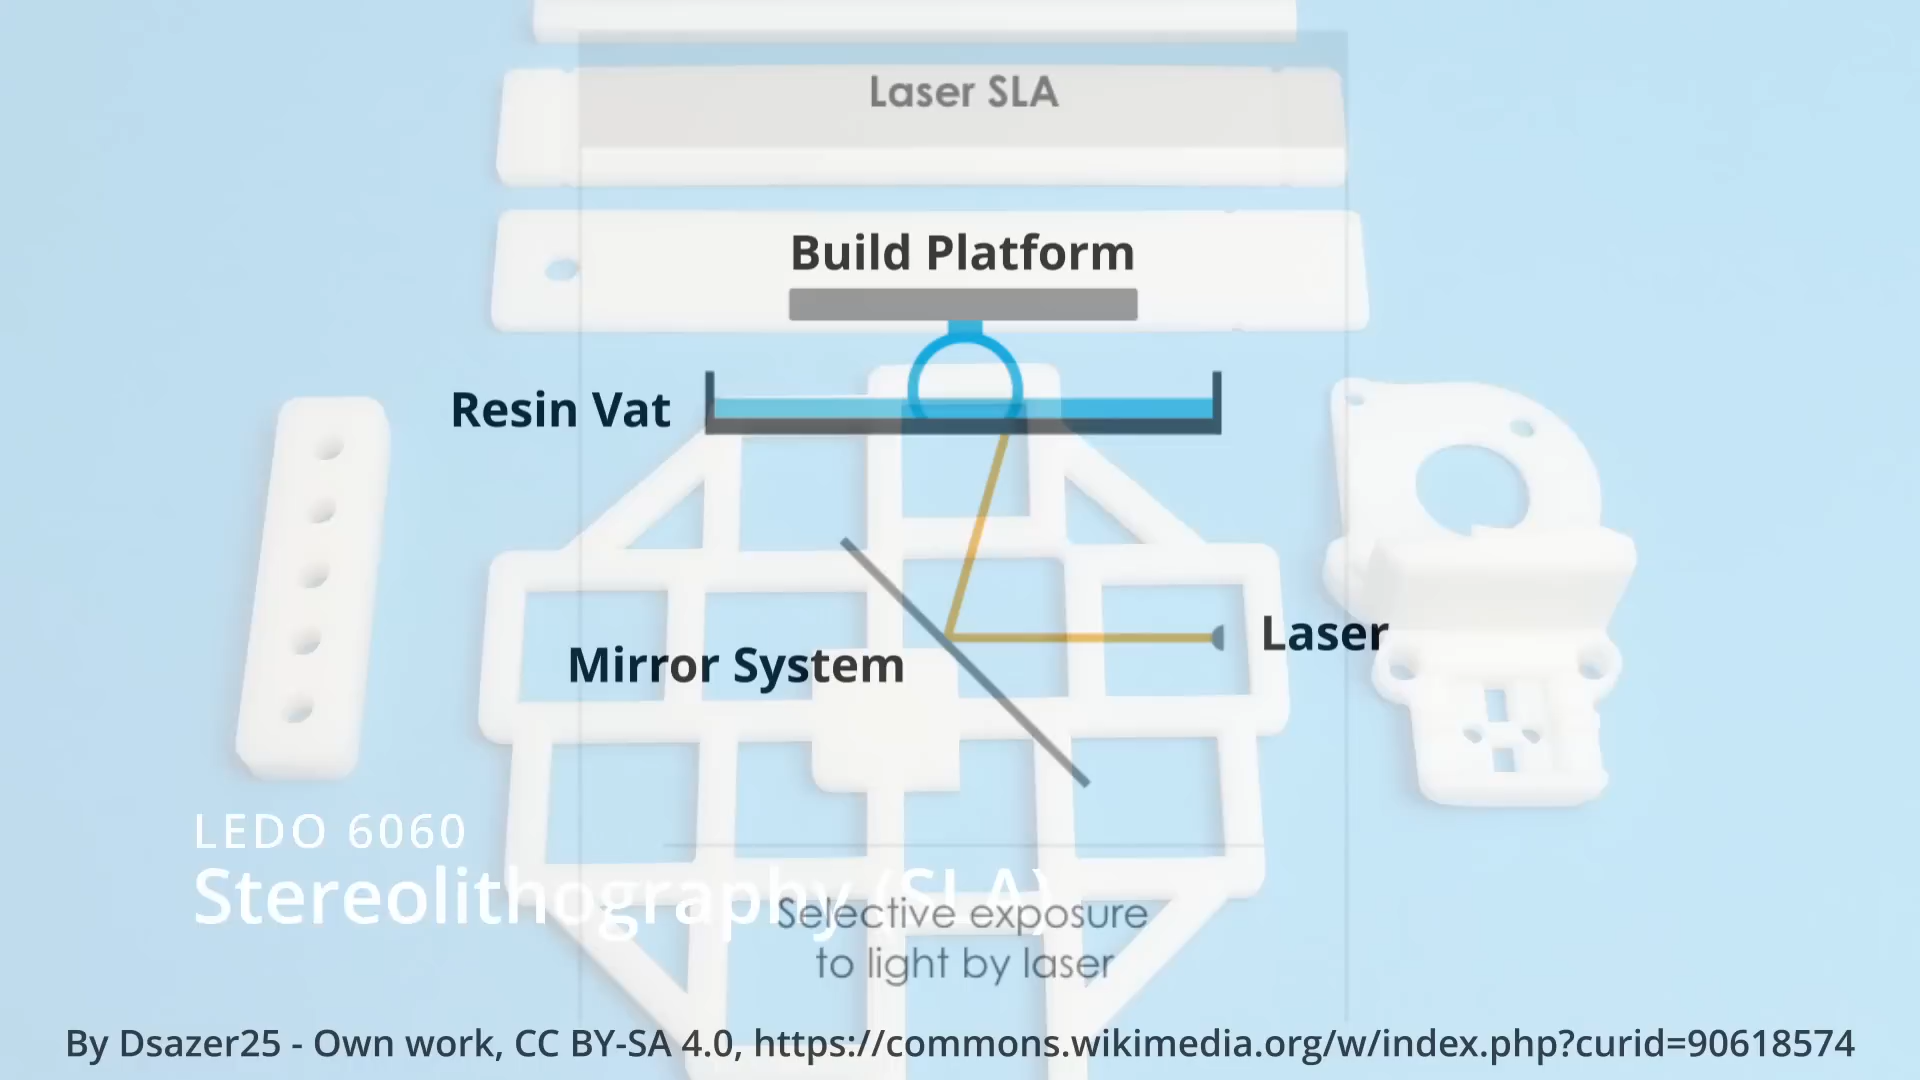 Laser SLA
Build Platform
Resin Vat
Laser
Mirror System
LEDO 6060
Stereolithography (SLA)
Selective exposure
to light by laser
By Dsazer25 - Own work, CC BY-SA 4.0, https://commons.wikimedia.org/w/index.php?curid=90618574